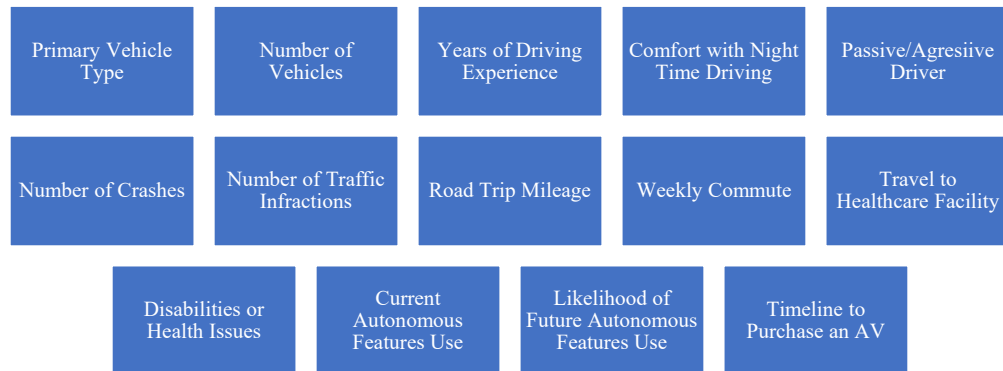 Primary Vehicle
Type
Number of
Vehicles
Years of Driving
Experience
Comfort with Night
Time Driving
Passive/Agresiive
Driver
Number of Crashes
Number of Traffic
Infractions
Road Trip Mileage
Weekly Commute
Travel to
Healthcare Facility
Disabilities or
Health Issues
Current
Autonomous
Features Use
Likelihood of
Future Autonomous
Features Use
Timeline to
Purchase an AV